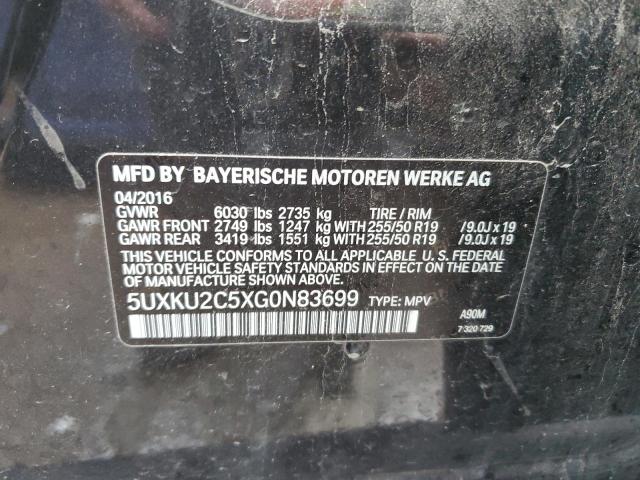 MFD BY BAYERISCHE MOTOREN WERKE AG
04/2016
GVWR 6030 lbs 2735 kg TIRE / RIM
GAWR FRONT 2749 lbs 1247 kg WITH 255/50 R19 /9.0J x 19
GAWR REAR 3419 lbs 1551 kg WITH 255/50 R19 /9.0J x 19
THIS VEHICLE CONFORMS TO ALL APPLICABLE U. S. FEDERAL
MOTOR VEHICLE SAFETY STANDARDS IN EFFECT ON THE DATE
OF MANUFACTURE SHOWN ABOVE.
5UXKU2C5XG0N83699 TYPE: MPV
A90M
7 320 729